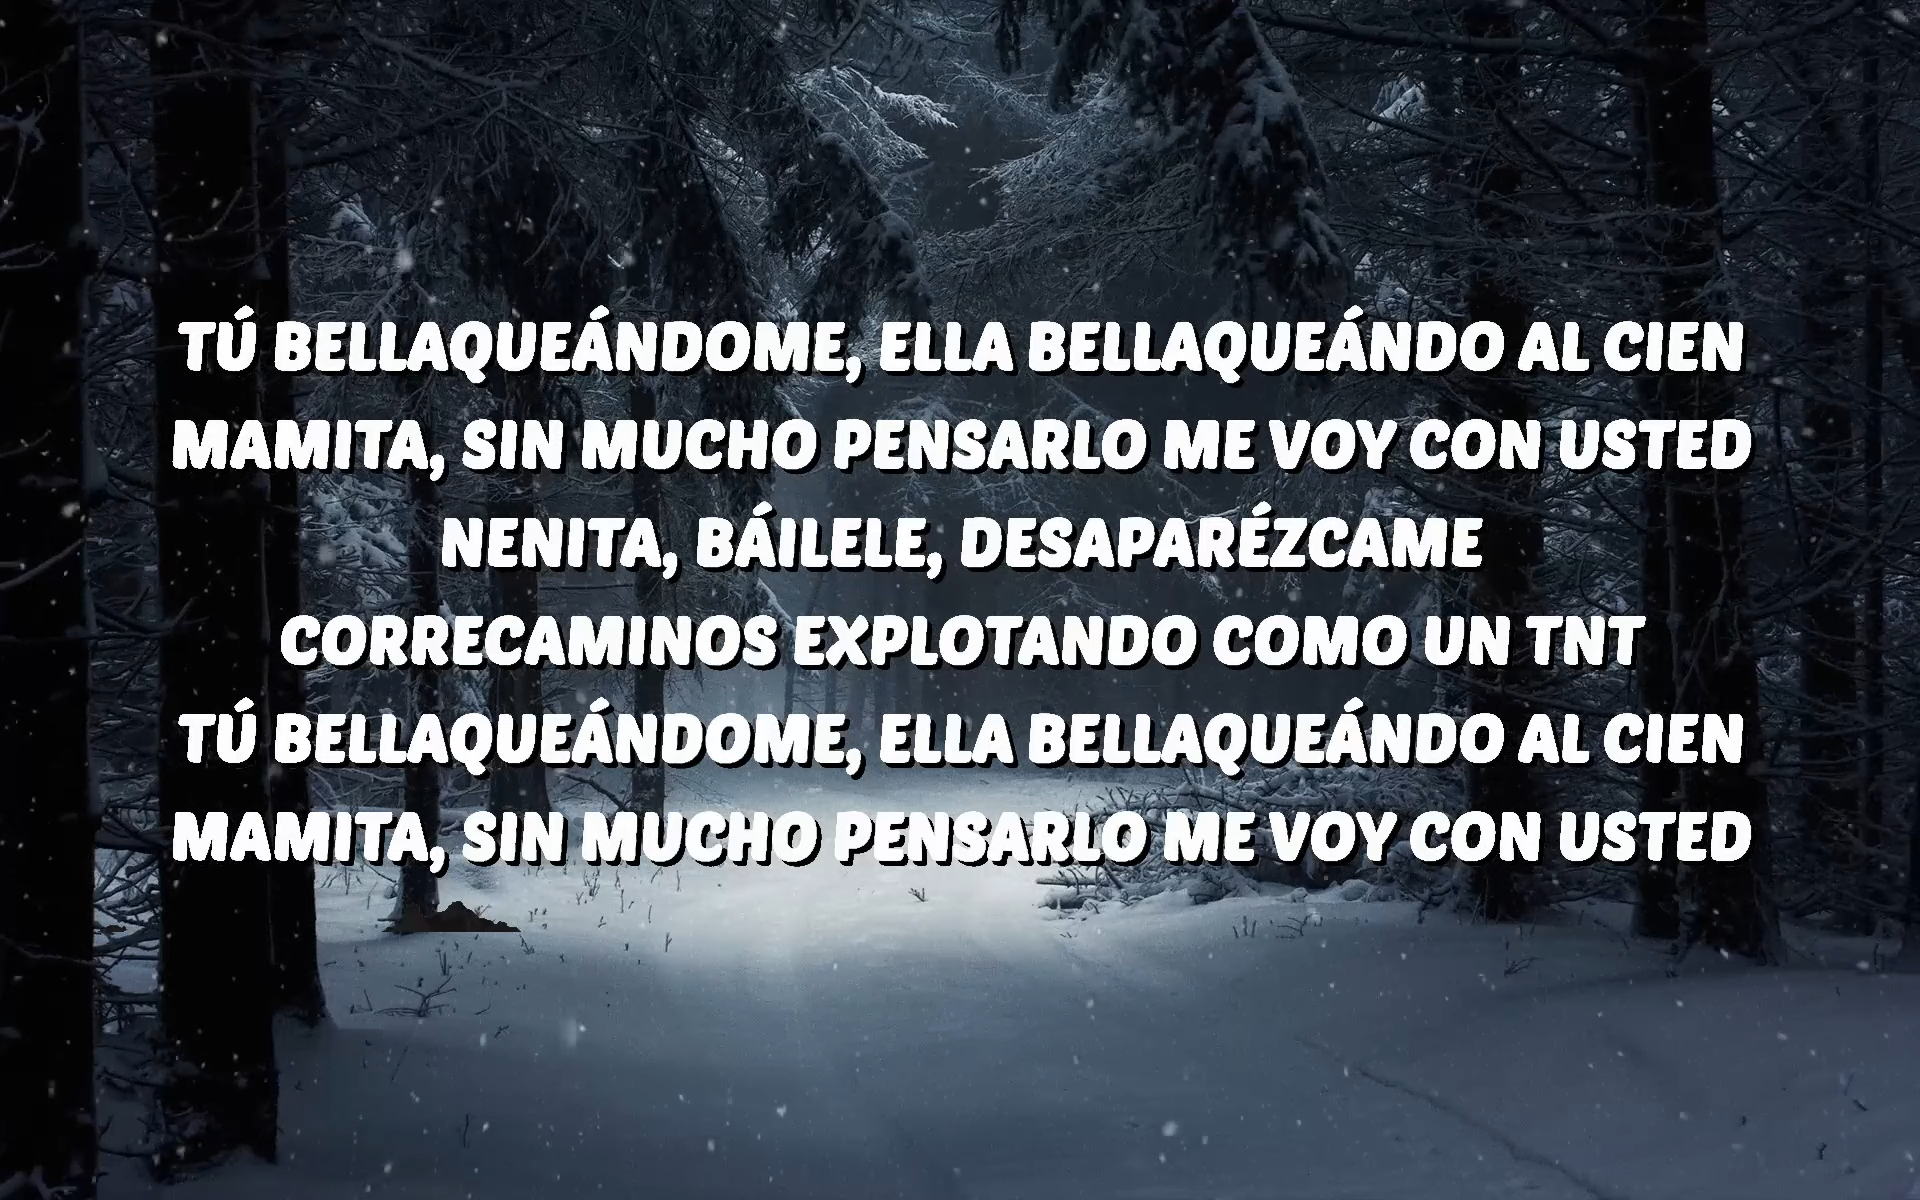 TÚ BELLAQUEÁNDOME, ELLA BELLAQUEÁNDO AL CIEN
MAMITA, SIN MUCHO PENSARLO ME VOY CON USTED
NENITA, BÁILELE, DESAPARÉZCAME
CORRECAMINOS EXPLOTANDO COMO UN TNT
TÚ BELLAQUEÁNDOME, ELLA BELLAQUEÁNDO AL CIEN
MAMITA, SIN MUCHO PENSARLO ME VOY CON USTED